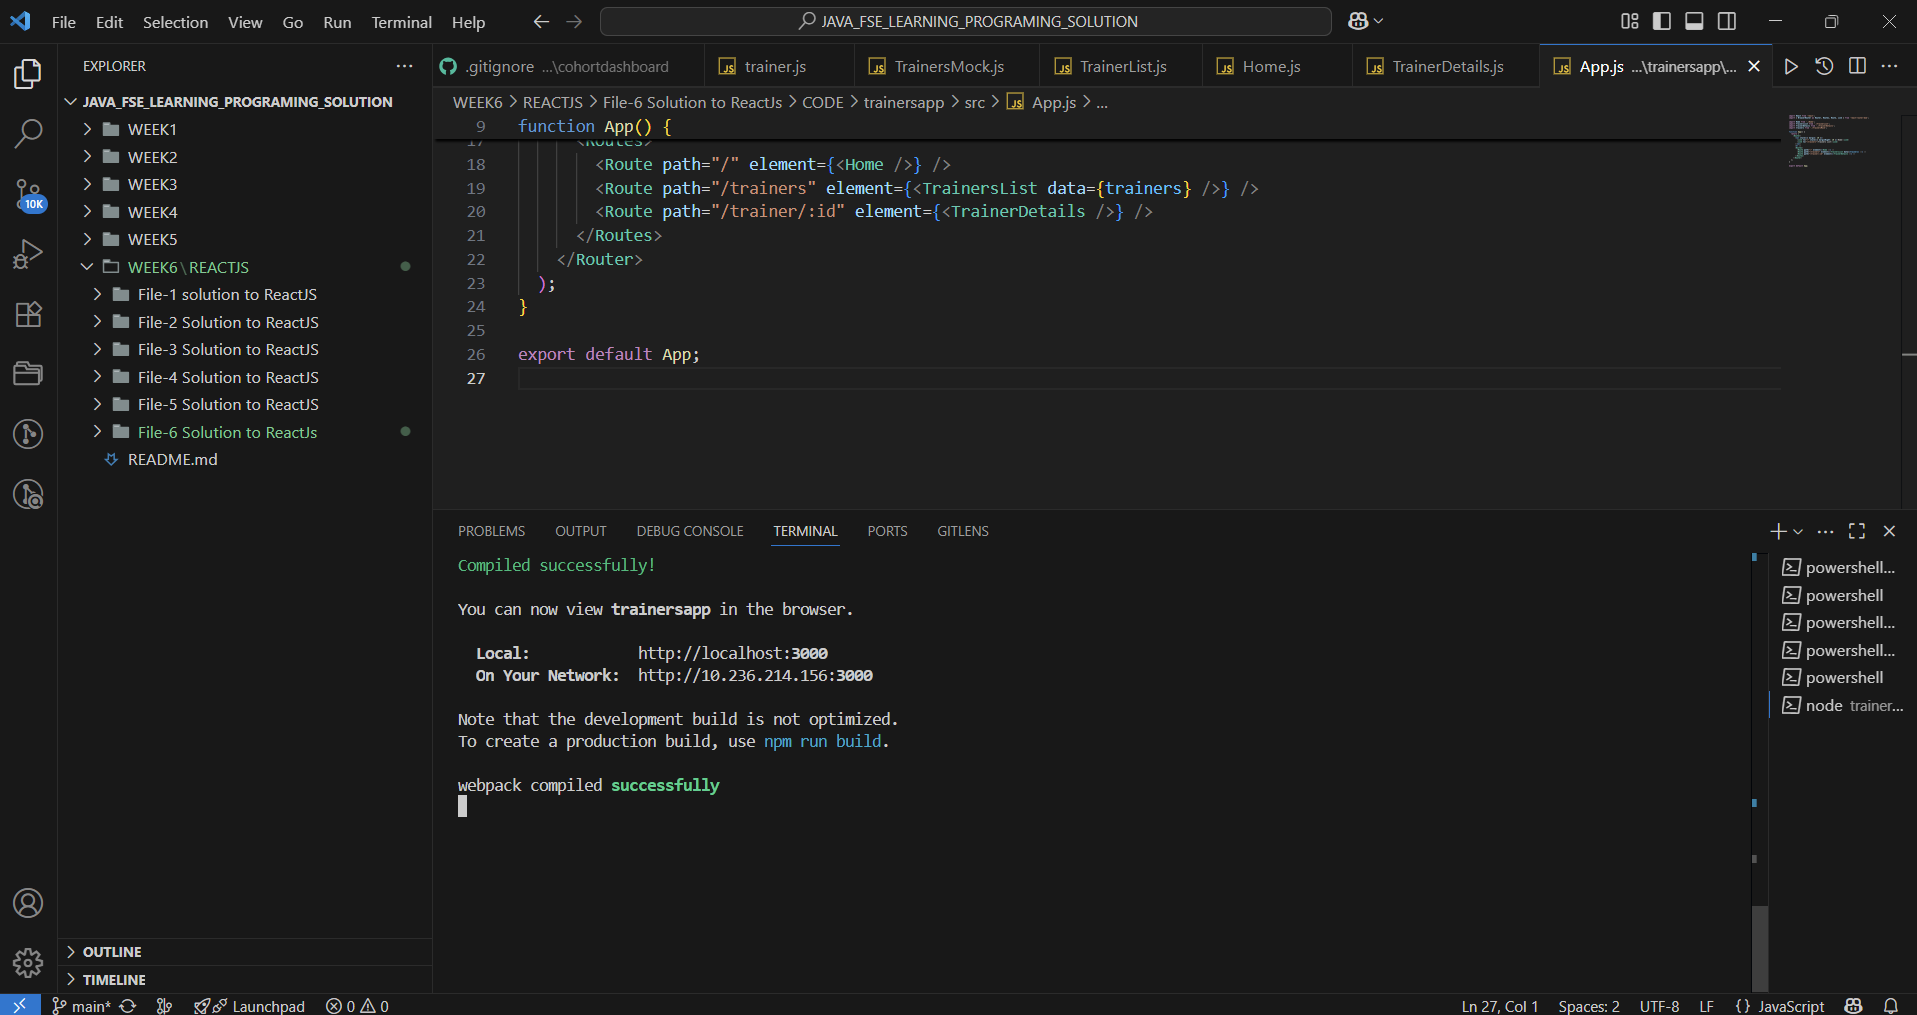 File Edit Selection View Go Run Terminal Help
JAVA_FSE_LEARNING_PROGRAMING_SOLUTION
EXPLORER
JAVA_FSE_LEARNING_PROGRAMING_SOLUTION
WEEK1
WEEK2
WEEK3
WEEK4
WEEK5
WEEK6\REACTJS
File-1 solution to ReactJS
File-2 Solution to ReactJS
File-3 Solution to ReactJS
File-4 Solution to ReactJS
File-5 Solution to ReactJS
File-6 Solution to ReactJs
README.md
10K
OUTLINE
TIMELINE
.gitignore ...\cohortdashboard
JS trainer.js
JS TrainersMock.js
JS TrainerList.js
JS Home.js
JS TrainerDetails.js
JS App.js ...\trainersapp\...
WEEK6 > REACTJS > File-6 Solution to ReactJs > CODE > trainersapp > src > JS App.js > ...
9 function App() {
17 <Routes>
18 <Route path="/" element={<Home />} />
19 <Route path="/trainers" element={<TrainersList data={trainers} />} />
20 <Route path="/trainer/:id" element={<TrainerDetails />} />
21 </Routes>
22 </Router>
23 );
24 }
25
26 export default App;
27
PROBLEMS OUTPUT DEBUG CONSOLE TERMINAL PORTS GITLENS
Compiled successfully!
You can now view trainersapp in the browser.
Local: http://localhost:3000
On Your Network: http://10.236.214.156:3000
Note that the development build is not optimized.
To create a production build, use npm run build.
webpack compiled successfully
powershell...
powershell
powershell...
powershell...
powershell
node trainer...
main* Launchpad 0 0 Ln 27, Col 1 Spaces: 2 UTF-8 LF {} JavaScript